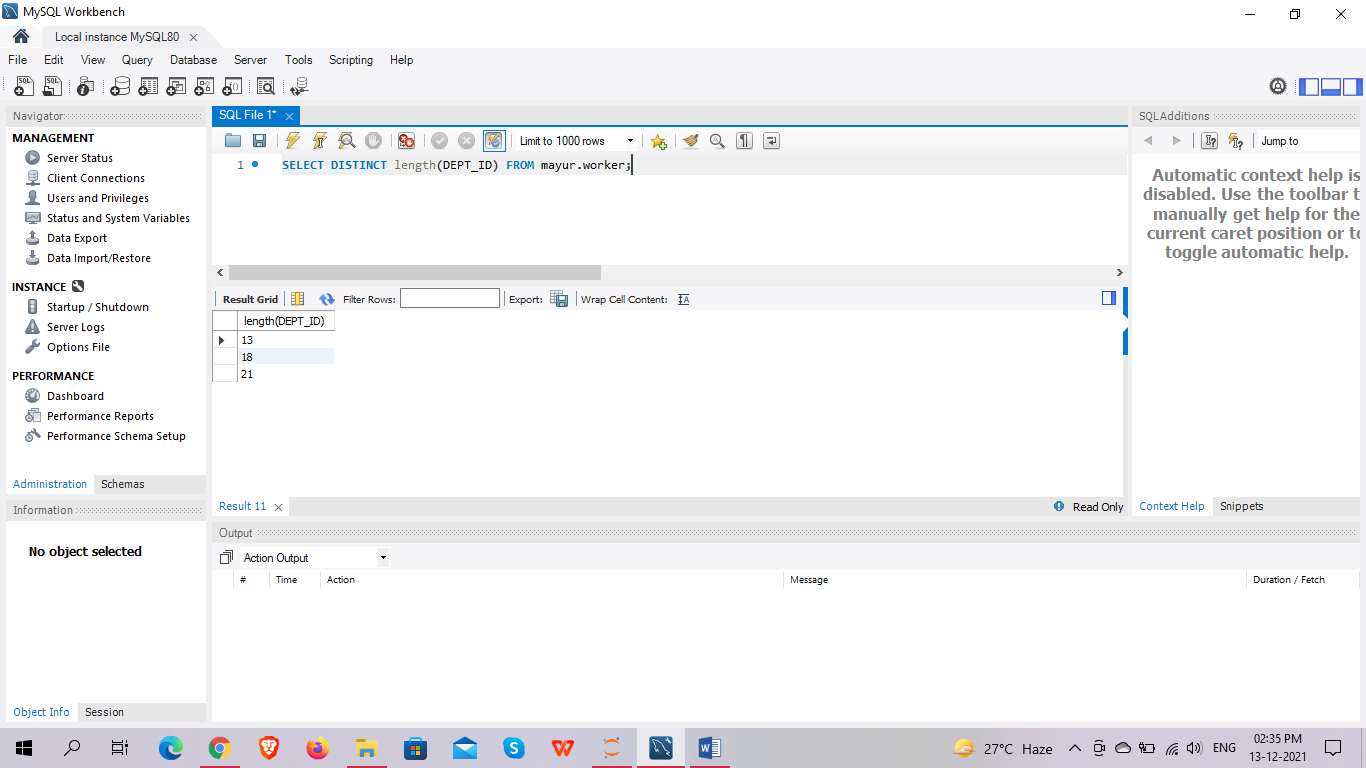 MySQL Workbench
Local instance MySQL80
File Edit View Query Database Server Tools Scripting Help
Navigator
MANAGEMENT
Server Status
Client Connections
Users and Privileges
Status and System Variables
Data Export
Data Import/Restore
INSTANCE
Startup / Shutdown
Server Logs
Options File
PERFORMANCE
Dashboard
Performance Reports
Performance Schema Setup
Administration Schemas
Information
No object selected
Object Info Session
SQL File 1*
Limit to 1000 rows
1 SELECT DISTINCT length(DEPT_ID) FROM mayur.worker;
Result Grid Filter Rows: Export: Wrap Cell Content:
length(DEPT_ID)
13
18
21
Result 11 Read Only
Output
Action Output
# Time Action Message Duration / Fetch
SQLAdditions
Jump to
Automatic context help is
disabled. Use the toolbar t
manually get help for the
current caret position or to
toggle automatic help.
Context Help Snippets
27°C Haze ENG 02:35 PM
13-12-2021